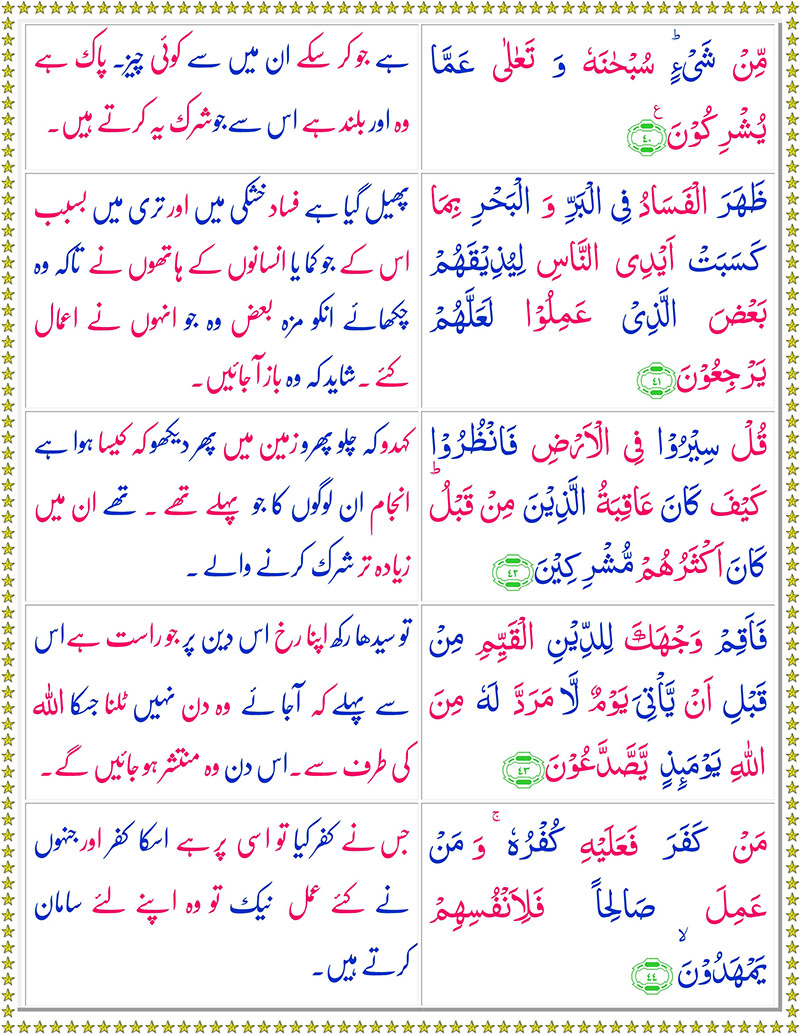 مِّنۡ شَىۡءٍؕ سُبۡحٰنَهٗ وَ تَعٰلٰى عَمَّا
يُشۡرِكُوۡنَ ٤٠ ع
ہے جو کر سکے ان میں سے کوئی چیز۔ پاک ہے
وہ اور بلند ہے اس سے جو شرک یہ کرتے ہیں۔
ظَهَرَ الۡفَسَادُ فِى الۡبَرِّ وَ الۡبَحۡرِ بِمَا
كَسَبَتۡ اَيۡدِى النَّاسِ لِيُذِيۡقَهُمۡ
بَعۡضَ الَّذِىۡ عَمِلُوۡا لَعَلَّهُمۡ
يَرۡجِعُوۡنَ ٤١
پھیل گیا ہے فساد خشکی میں اور تری میں بسبب
اس کے جو کمایا انسانوں کے ہاتھوں نے تاکہ وہ
چکھائے انکو مزہ بعض وہ جو انہوں نے اعمال
کئے ۔ شاید کہ وہ باز آ جائیں۔
قُلۡ سِيۡرُوۡا فِى الۡاَرۡضِ فَانْظُرُوۡا
كَيۡفَ كَانَ عَاقِبَةُ الَّذِيۡنَ مِنۡ قَبۡلُؕ
كَانَ اَكۡثَرُهُمۡ مُّشۡرِكِيۡنَ ٤٣
کہدو کہ چلو پھرو زمین میں پھر دیکھو کہ کیسا ہوا ہے
انجام ان لوگوں کا جو پہلے تھے ۔ تھے ان میں
زیادہ تر شرک کرنے والے ۔
فَاَقِمۡ وَجۡهَكَ لِلدِّيۡنِ الۡقَيِّمِ مِنۡ
قَبۡلِ اَنۡ يَّاۡتِىَ يَوۡمٌ لَّا مَرَدَّ لَهٗ مِنَ
اللّٰهِ يَوۡمَٮِٕذٍ يَّصَّدَّعُوۡنَ ٤٣
تو سیدھا رکھ اپنا رخ اس دین پر جو راست ہے اس
سے پہلے کہ آجائے وہ دن نہیں ٹلنا جسکا اللہ
کی طرف سے ۔ اس دن وہ منتشر ہو جائیں گے۔
مَنۡ كَفَرَ فَعَلَيۡهِ كُفۡرُهٗ ۚ وَ مَنۡ
عَمِلَ صَالِحًا فَلِاَنۡفُسِهِمۡ
يَمۡهَدُوۡنَ ۙ ٤٤
جس نے کفر کیا تو اسی پر ہے اسکا کفر اور جنہوں
نے کئے عمل نیک تو وہ اپنے لئے سامان
کرتے ہیں۔